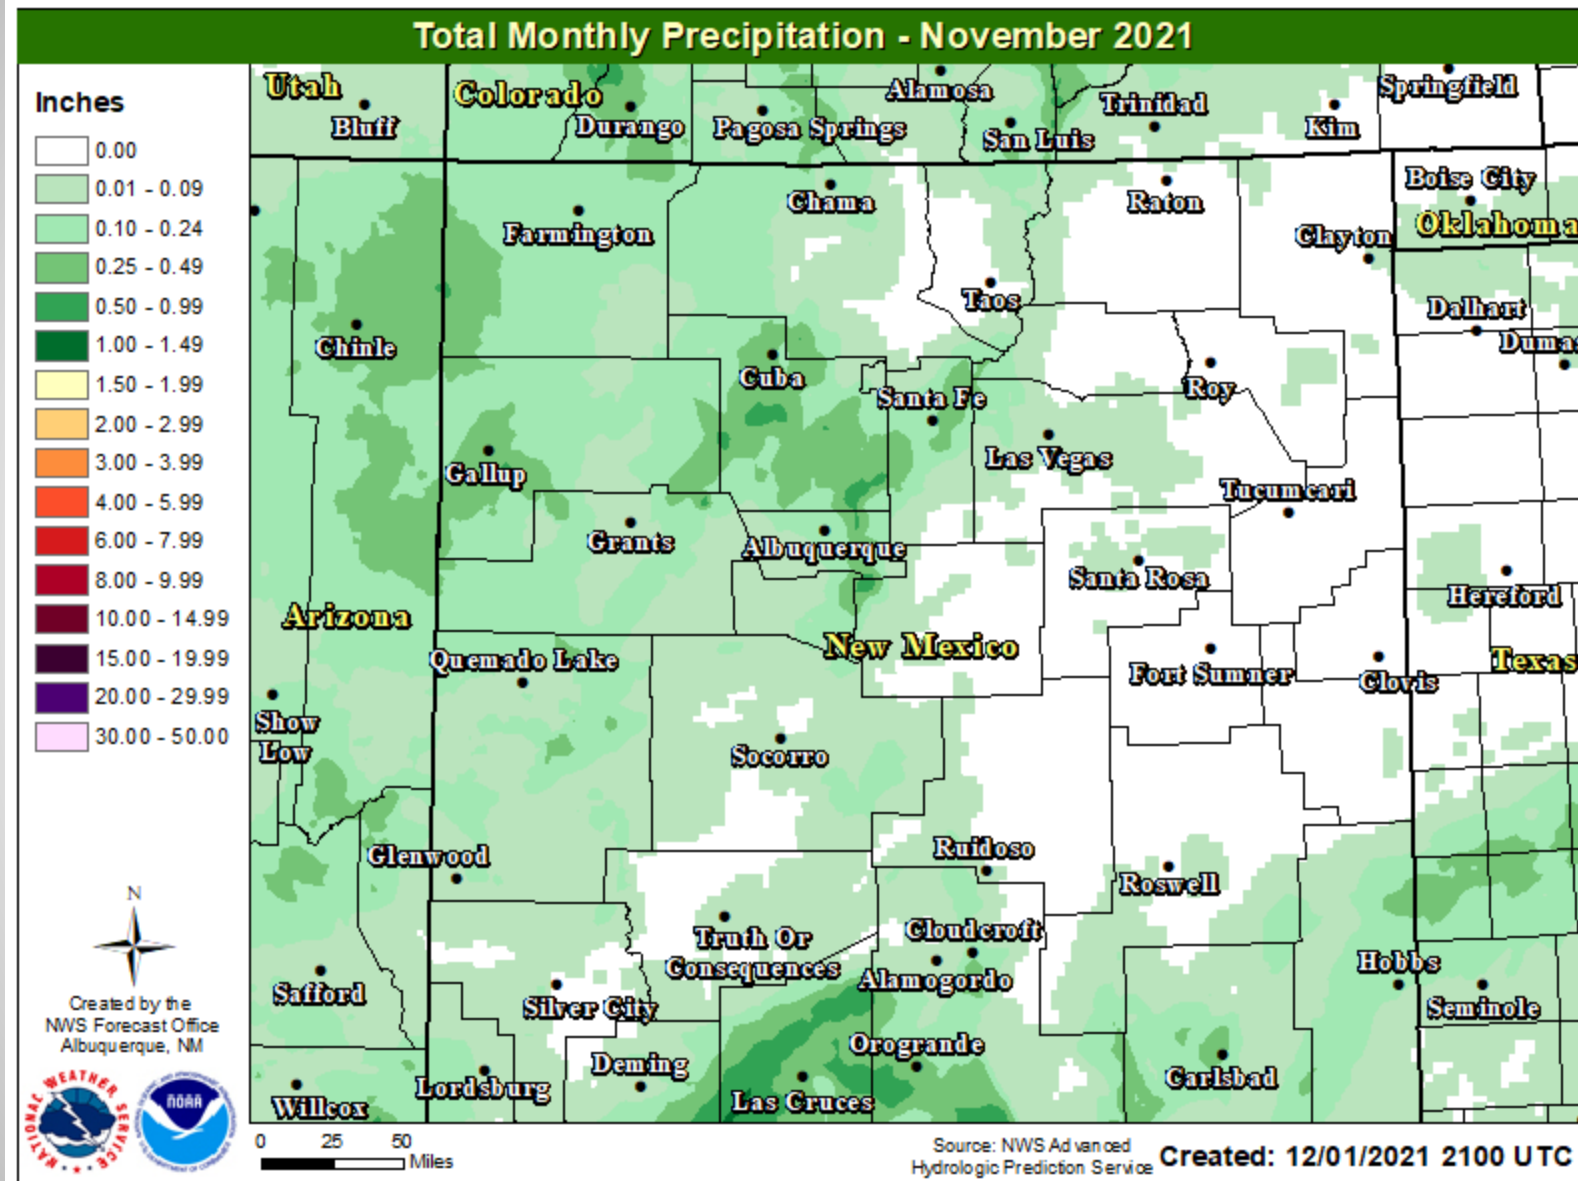 Total Monthly Precipitation - November 2021
Inches
0.00
0.01 - 0.09
0.10 - 0.24
0.25 - 0.49
0.50 - 0.99
1.00 - 1.49
1.50 - 1.99
2.00 - 2.99
3.00 - 3.99
4.00 - 5.99
6.00 - 7.99
8.00 - 9.99
10.00 - 14.99
15.00 - 19.99
20.00 - 29.99
30.00 - 50.00
Utah
Bluff
Colorado
Durango
Pagosa Springs
Alamosa
San Luis
Trinidad
Kim
Springfield
Boise City
Oklahoma
Chama
Raton
Farmington
Clayton
Taos
Dalhart
Dumas
Chinle
Cuba
Santa Fe
Roy
Las Vegas
Gallup
Tucumcari
Grants
Albuquerque
Santa Rosa
Hereford
Arizona
New Mexico
Quemado Lake
Fort Sumner
Clovis
Texas
Show
Low
Socorro
Glenwood
Ruidoso
Roswell
Truth Or
Consequences
Cloudcroft
Alamogordo
Hobbs
Safford
Silver City
Seminole
Orogrande
Deming
Lordsburg
Las Cruces
Carlsbad
Willcox
N
Created by the
NWS Forecast Office
Albuquerque, NM
NATIONAL WEATHER SERVICE
NOAA
0 25 50
Miles
Source: NWS Advanced
Hydrologic Prediction Service
Created: 12/01/2021 2100 UTC